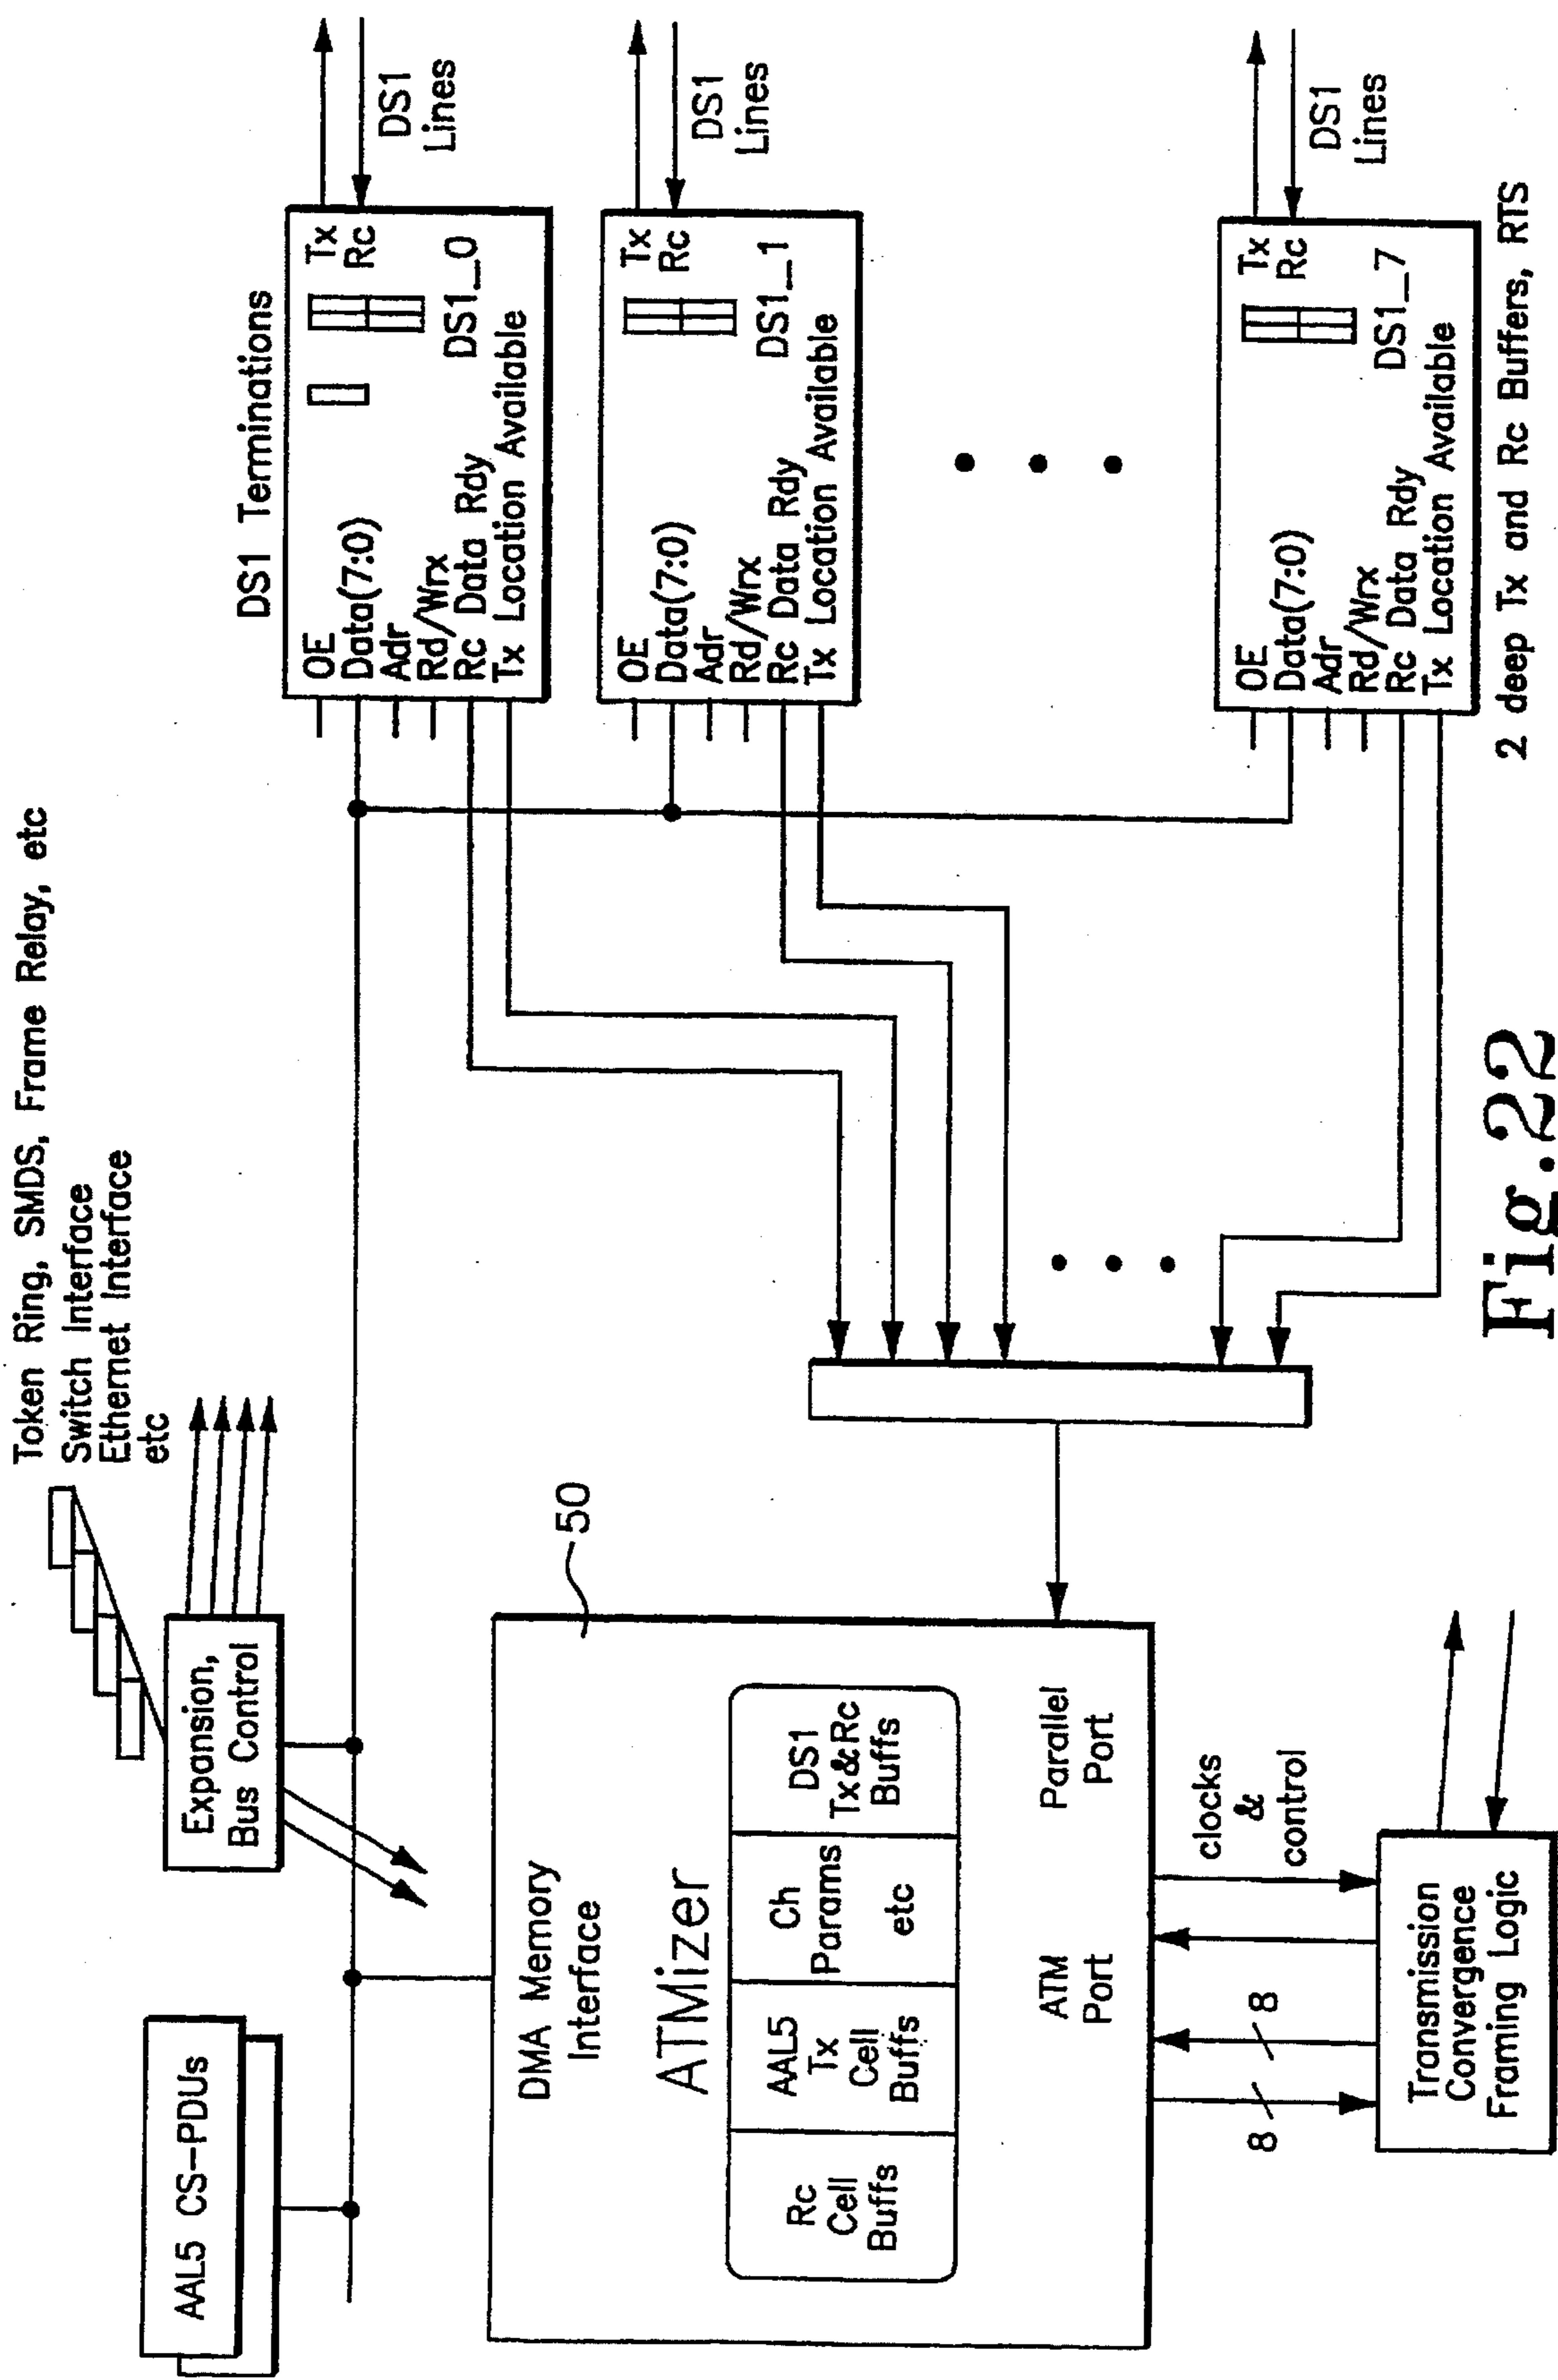 Token Ring, SMDS, Frame Relay, etc
Switch Interface
Ethernet Interface
etc
AAL5 CS-PDUs
Expansion,
Bus Control
DS1 Terminations
OE
Data(7:0)
Adr
Rd/Wrx
Rc Data Rdy
Tx Location Available
Tx
Rc
DS1_0
DS1
Lines
OE
Data(7:0)
Adr
Rd/Wrx
Rc Data Rdy
Tx Location Available
Tx
Rc
DS1_1
DS1
Lines
OE
Data(7:0)
Adr
Rd/Wrx
Rc Data Rdy
Tx Location Available
Tx
Rc
DS1_7
DS1
Lines
2 deep Tx and Rc Buffers, RTS
50
DMA Memory
Interface
ATMizer
Rc
Cell
Buffs
AAL5
Tx
Cell
Buffs
Ch
Params
etc
DS1
Tx&Rc
Buffs
ATM
Port
Parallel
Port
8
8
clocks
&
control
Transmission
Convergence
Framing Logic
Fig.22